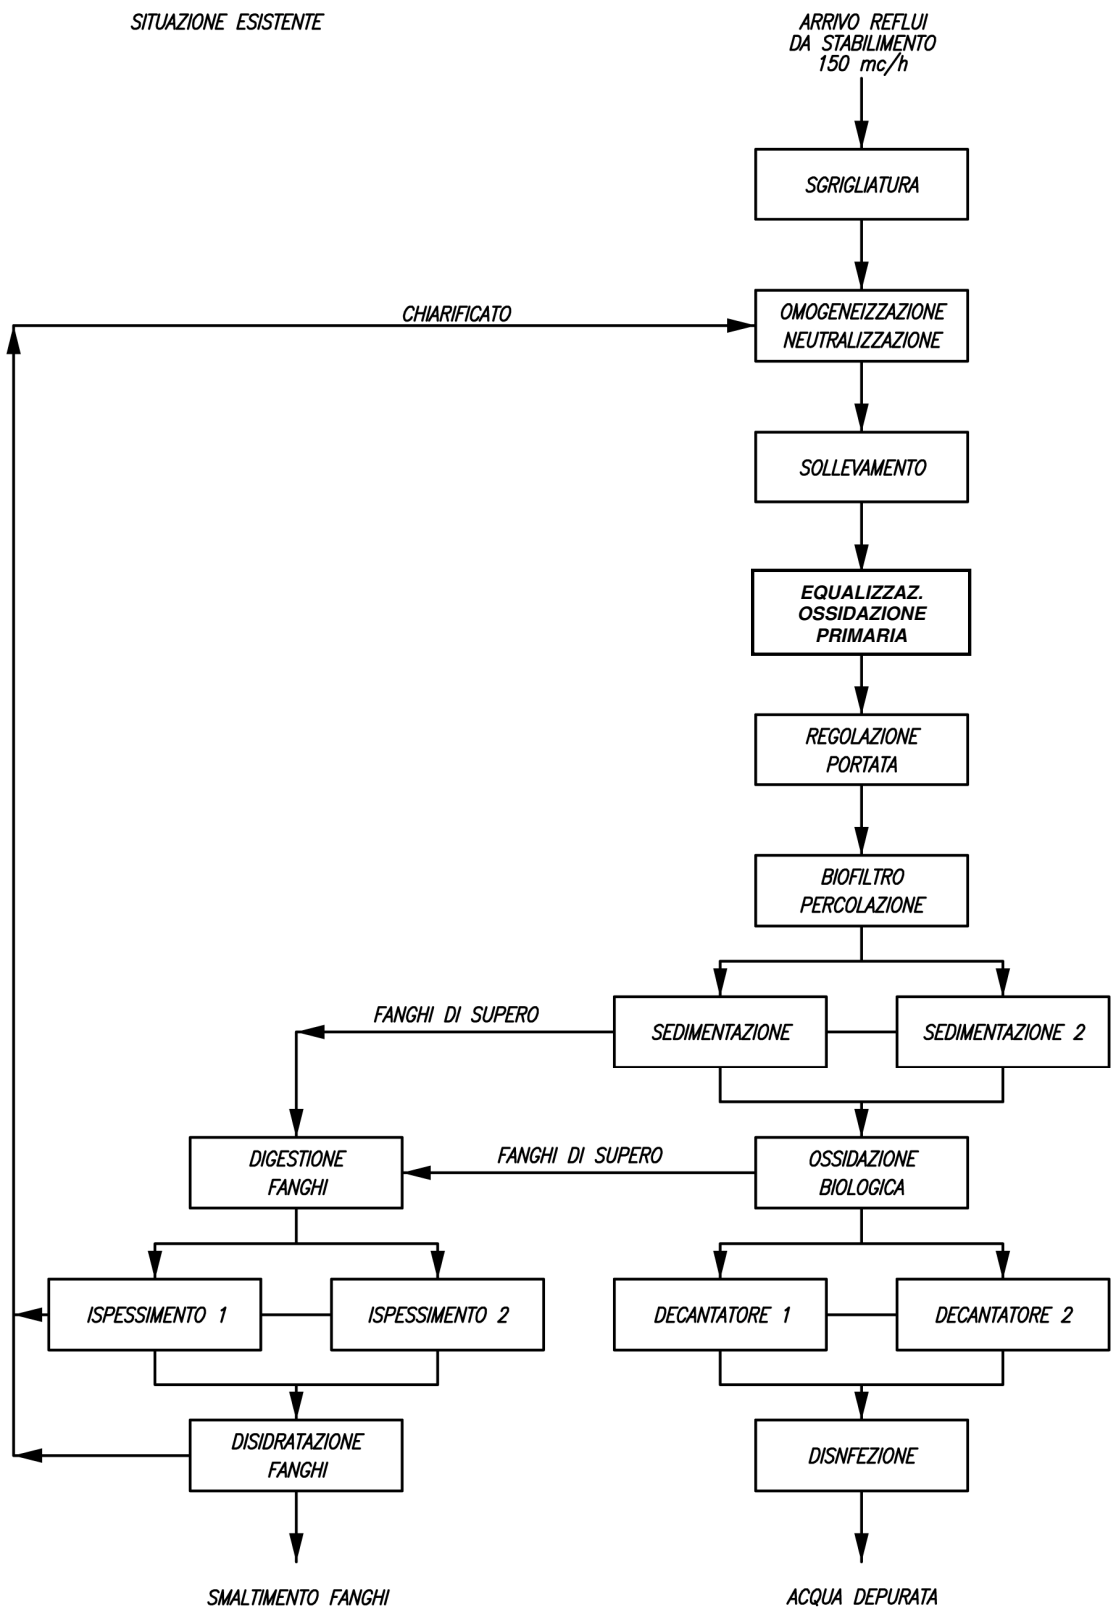 SITUAZIONE ESISTENTE
ARRIVO REFLUI
DA STABILIMENTO
150 mc/h
SGRIGLIATURA
CHIARIFICATO
OMOGENEIZZAZIONE
NEUTRALIZZAZIONE
SOLLEVAMENTO
EQUALIZZAZ.
OSSIDAZIONE
PRIMARIA
REGOLAZIONE
PORTATA
BIOFILTRO
PERCOLAZIONE
FANGHI DI SUPERO
SEDIMENTAZIONE
SEDIMENTAZIONE 2
DIGESTIONE
FANGHI
FANGHI DI SUPERO
OSSIDAZIONE
BIOLOGICA
ISPESSIMENTO 1
ISPESSIMENTO 2
DECANTATORE 1
DECANTATORE 2
DISIDRATAZIONE
FANGHI
DISNFEZIONE
SMALTIMENTO FANGHI
ACQUA DEPURATA